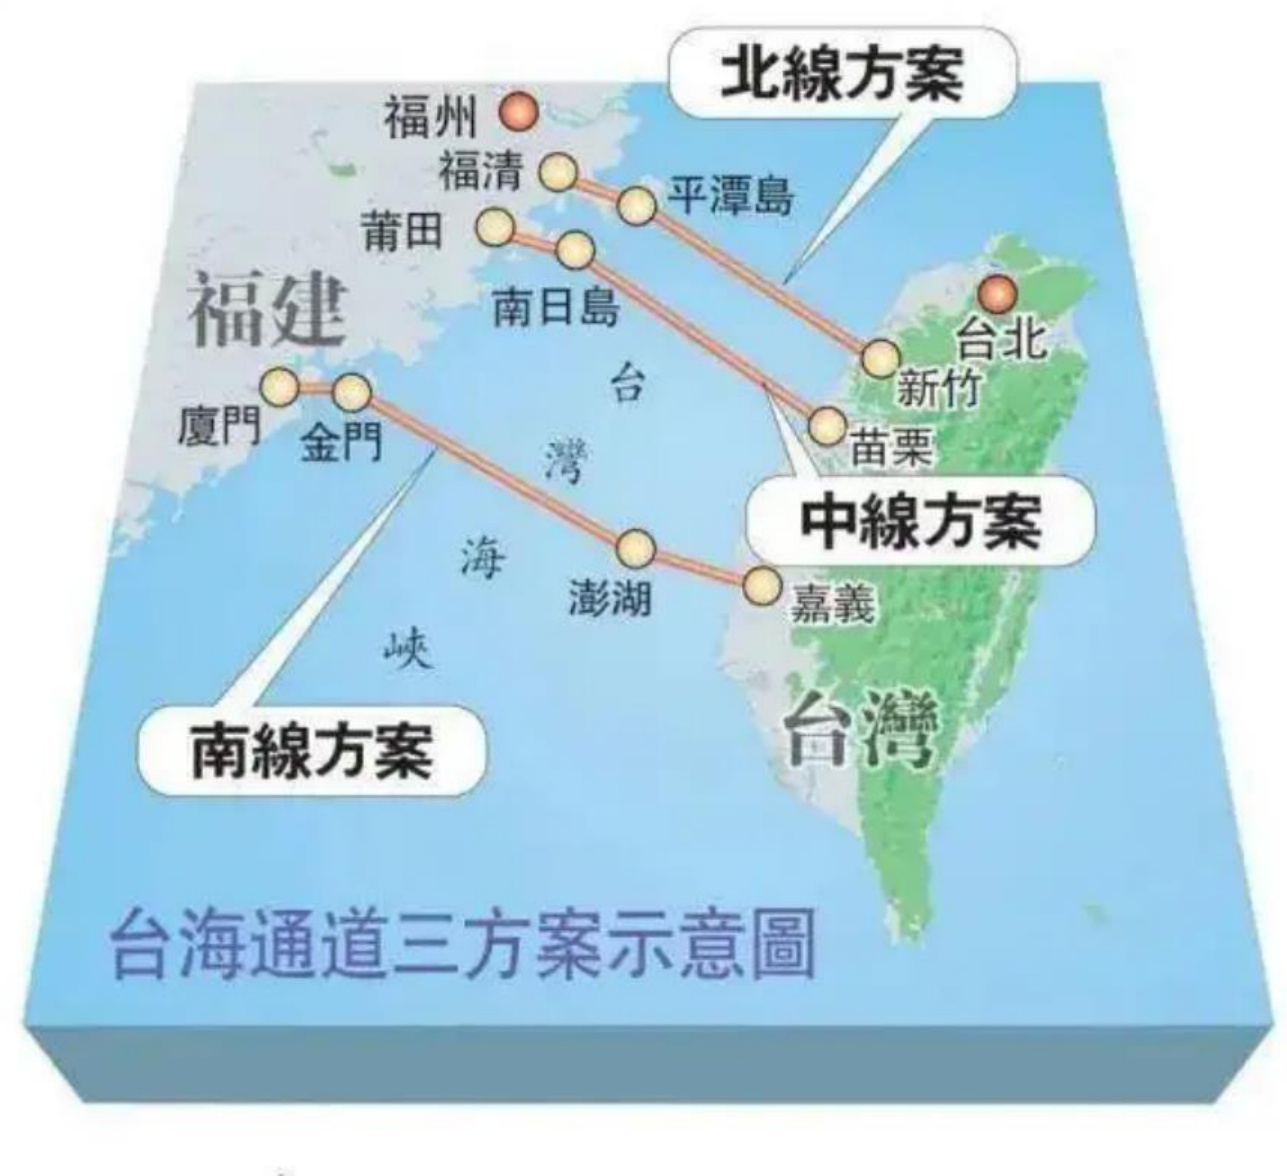 北線方案
福州
福清
平潭島
莆田
南日島
福建
台北
新竹
台
廈門
金門
苗栗
灣
中線方案
海
澎湖
嘉義
峽
南線方案
台灣
台海通道三方案示意圖